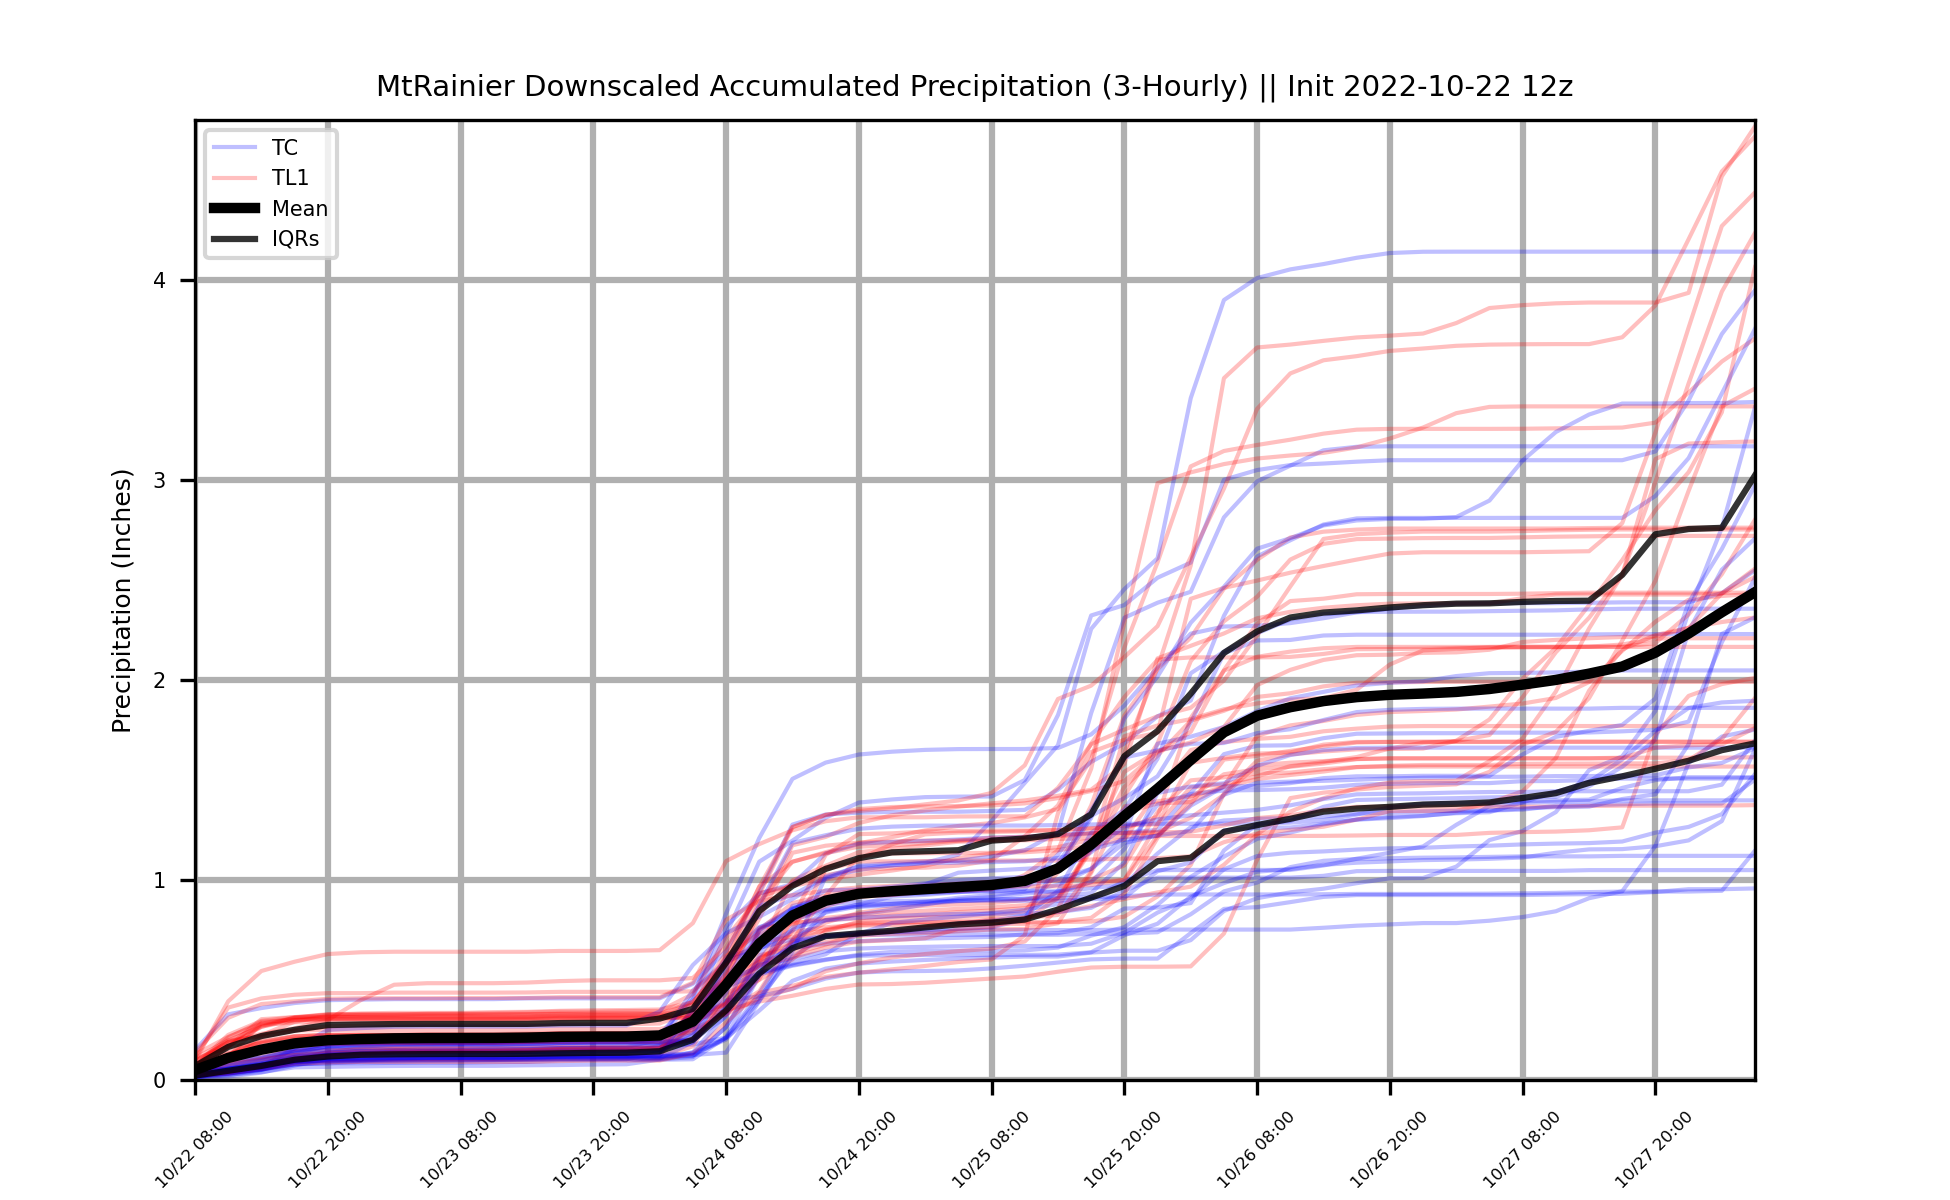 MtRainier Downscaled Accumulated Precipitation (3-Hourly) || Init 2022-10-22 12z
TC
TL1
Mean
IQRs
Precipitation (Inches)
4
3
2
1
0
10/22 08:00
10/22 20:00
10/23 08:00
10/23 20:00
10/24 08:00
10/24 20:00
10/25 08:00
10/25 20:00
10/26 08:00
10/26 20:00
10/27 08:00
10/27 20:00